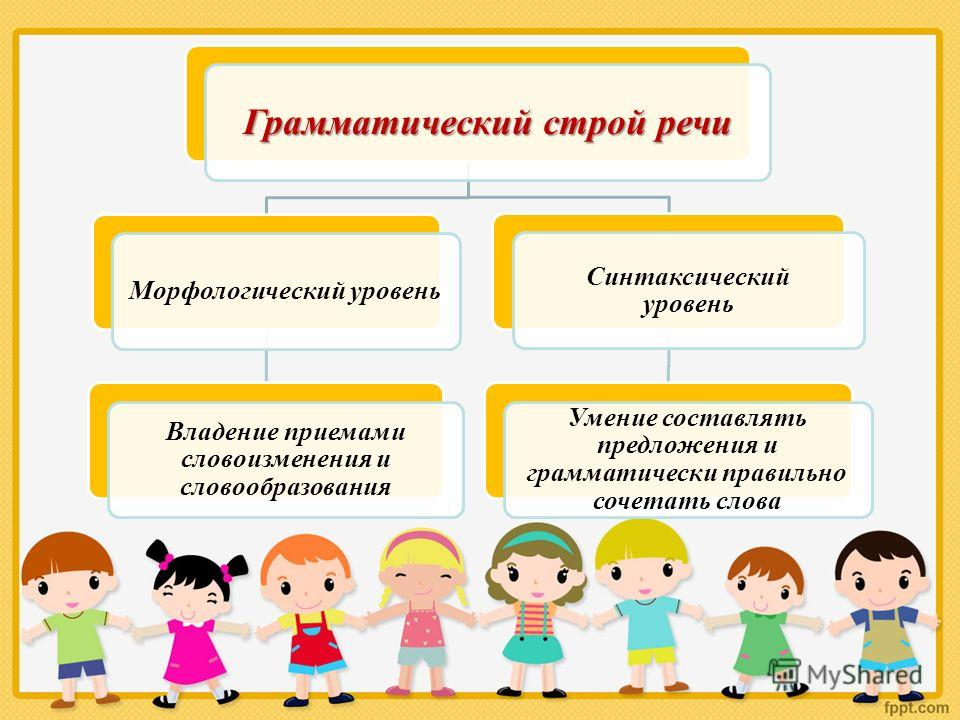 Грамматический строй речи
Морфологический уровень
Синтаксический
уровень
Владение приемами
словоизменения и
словообразования
Умение составлять
предложения и
грамматически правильно
сочетать слова
MyShared
fppt.com